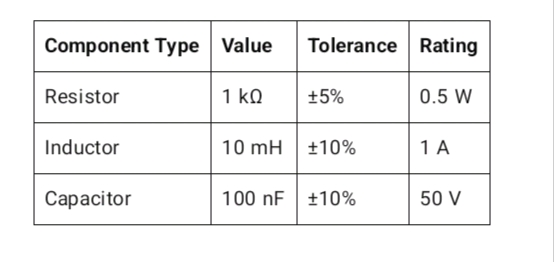 Component Type Value Tolerance Rating
Resistor 1 kΩ ±5% 0.5 W
Inductor 10 mH ±10% 1 A
Capacitor 100 nF ±10% 50 V